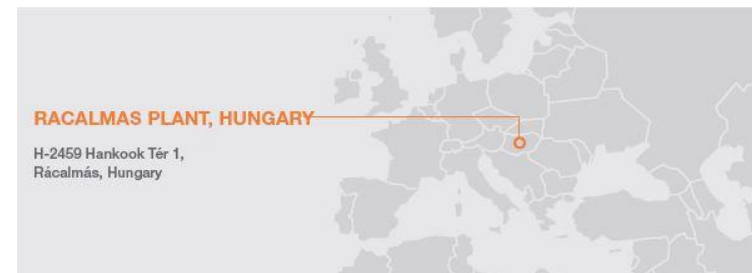 RACALMAS PLANT, HUNGARY
H-2459 Hankook Tér 1,
Rácalmás, Hungary